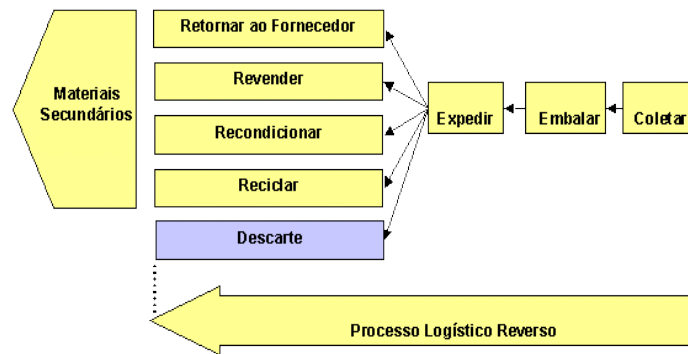 Retornar ao Fornecedor
Revender
Materiais
Secundários
Recondicionar
Expedir
Embalar
Coletar
Reciclar
Descarte
Processo Logístico Reverso